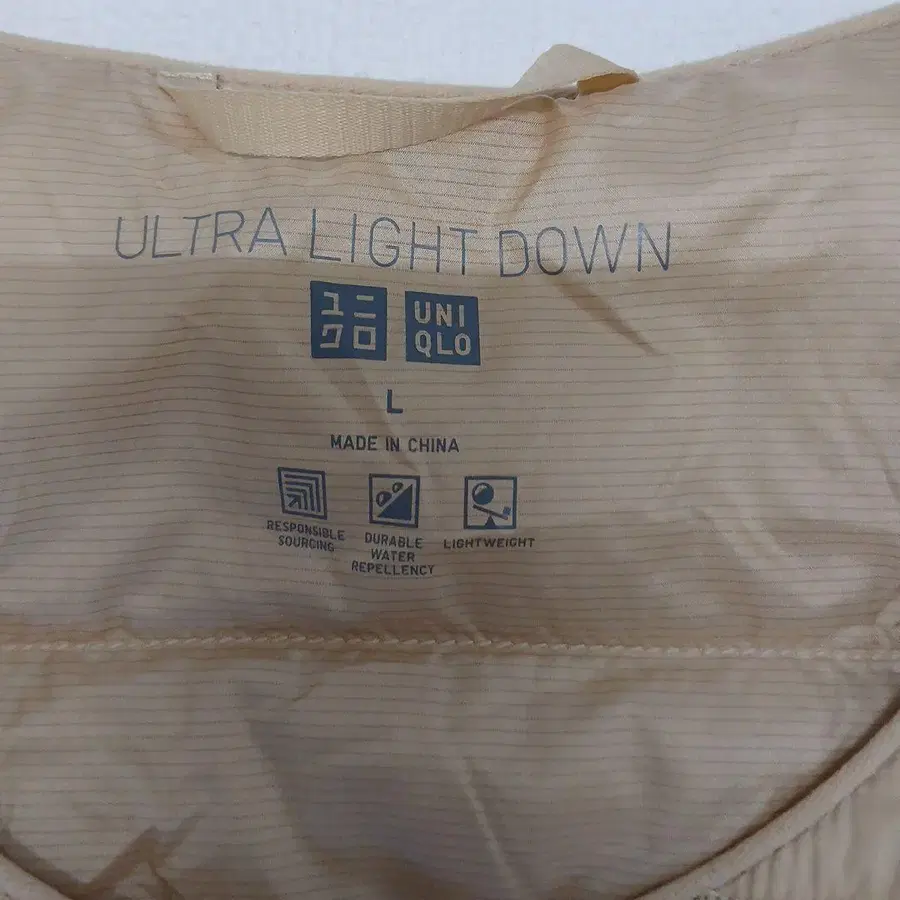 ULTRA LIGHT DOWN
ユニ UNI
クロ QLO
L
MADE IN CHINA
RESPONSIBLE SOURCING
DURABLE WATER REPELLENCY
LIGHTWEIGHT